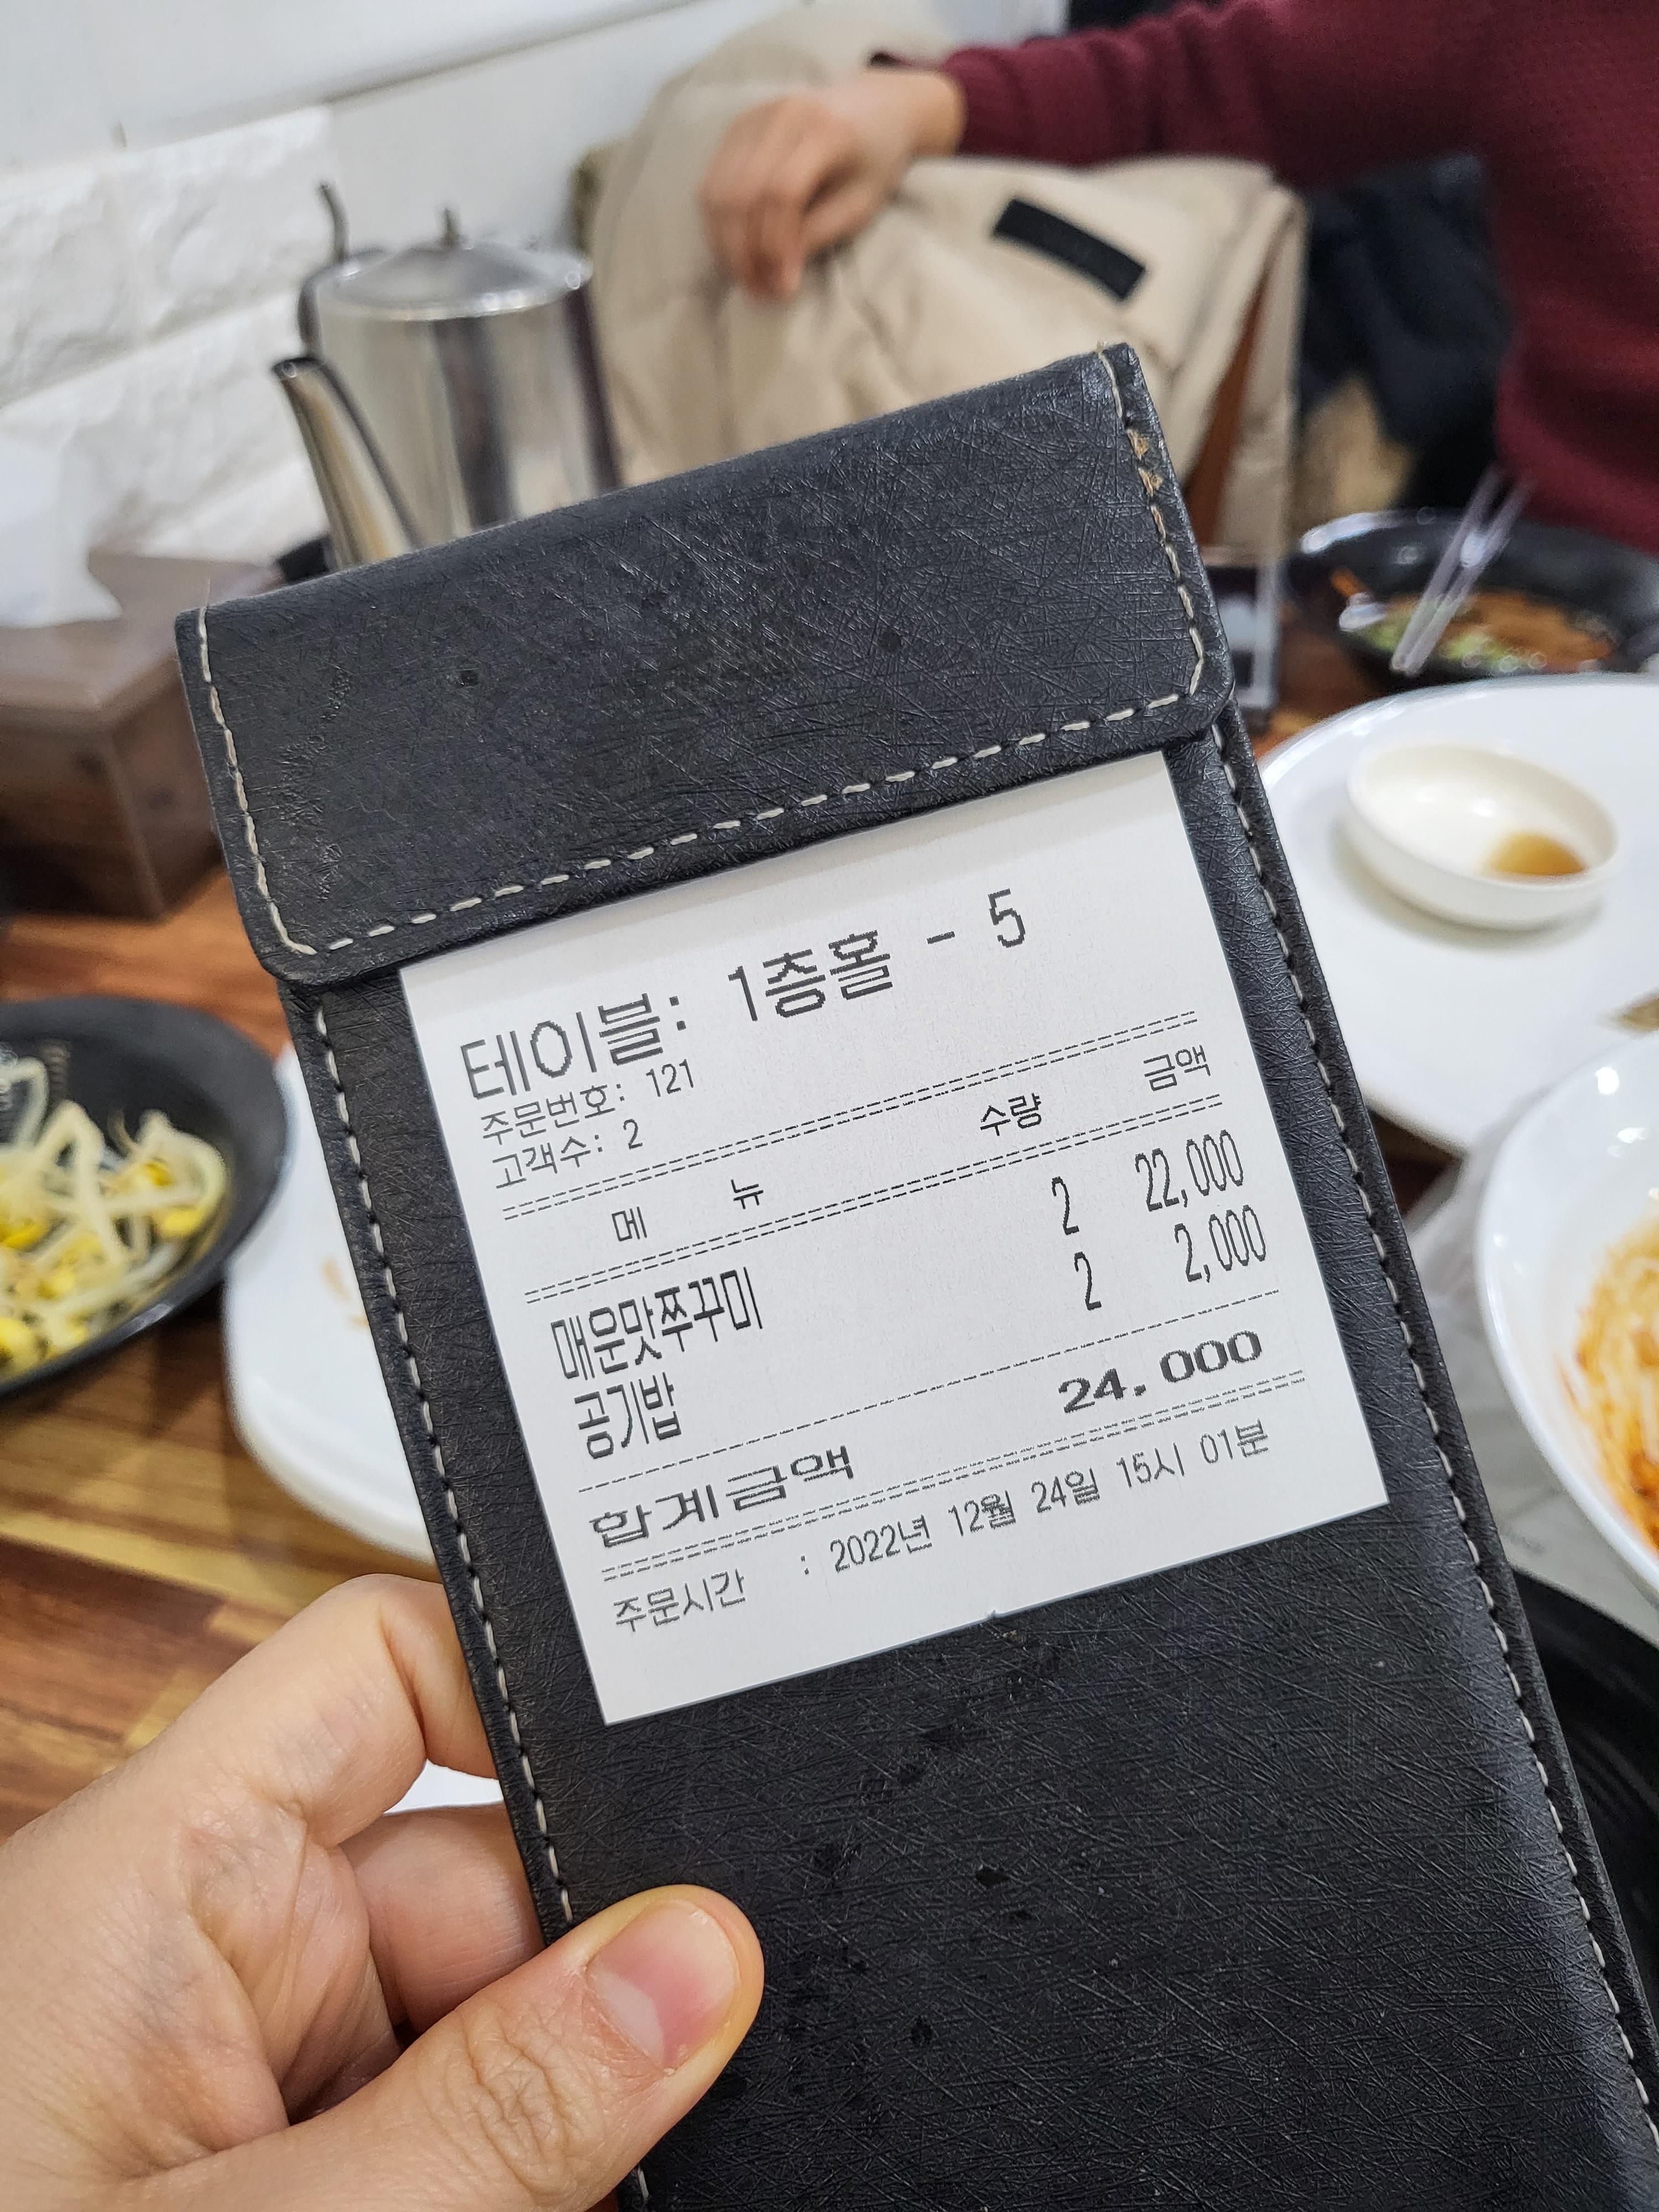 테이블: 1층홀 - 5
주문번호: 121
고객수: 2
메 뉴 수량 금액
매운맛쭈꾸미 2 22,000
공기밥 2 2,000
합계금액 24.000
주문시간 : 2022년 12월 24일 15시 01분